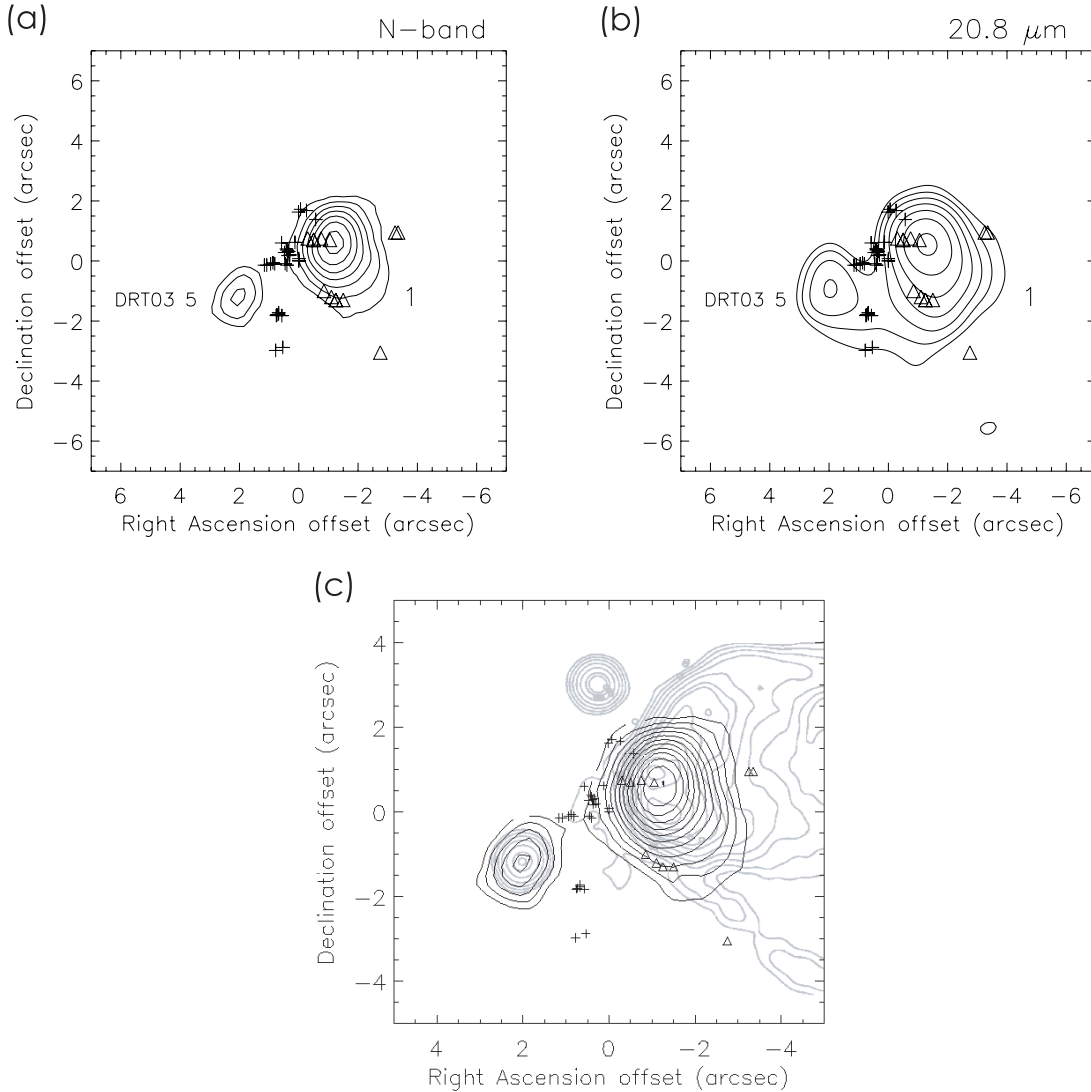 (a)
N−band
6
4
2
0
−2
−4
−6
Declination offset (arcsec)
DRT03 5
1
6 4 2 0 −2 −4 −6
Right Ascension offset (arcsec)
(b)
20.8 μm
6
4
2
0
−2
−4
−6
Declination offset (arcsec)
DRT03 5
1
6 4 2 0 −2 −4 −6
Right Ascension offset (arcsec)
(c)
4
2
0
−2
−4
Declination offset (arcsec)
4 2 0 −2 −4
Right Ascension offset (arcsec)